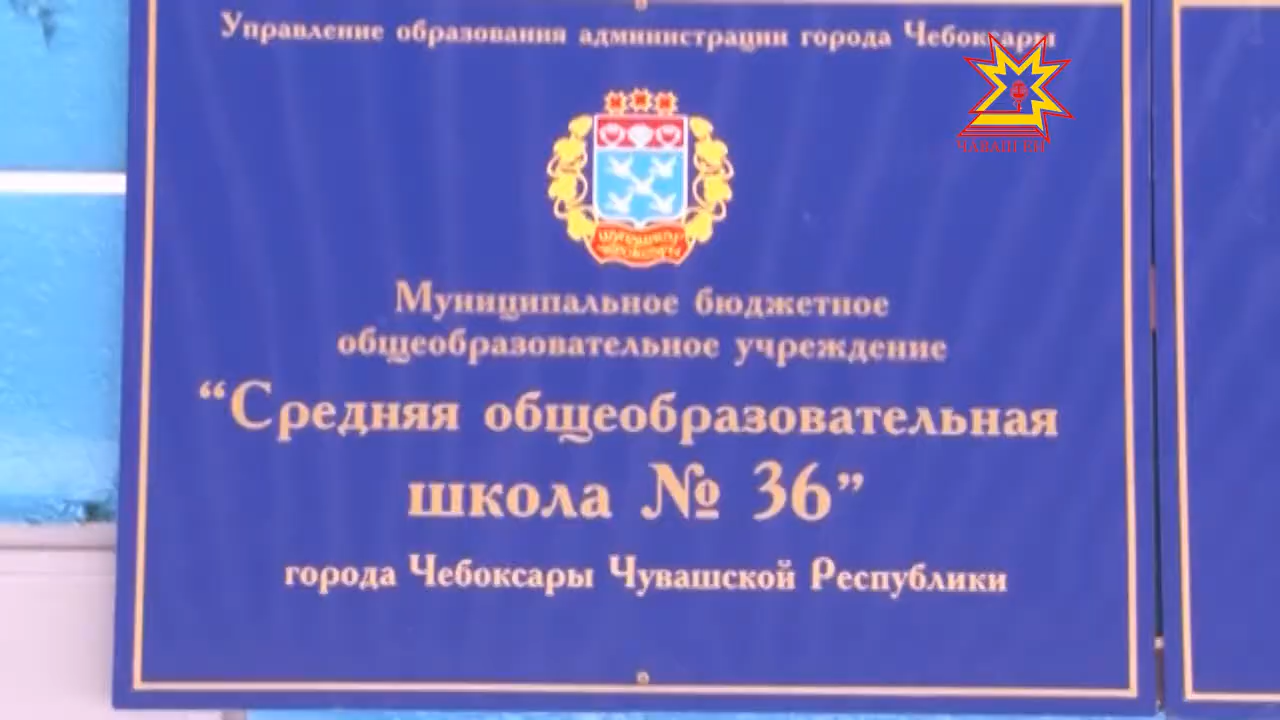 Управление образования администрации города Чебоксары
ЧӐВАШ ЕН
Муниципальное бюджетное
общеобразовательное учреждение
“Средняя общеобразовательная
школа № 36”
города Чебоксары Чувашской Республики